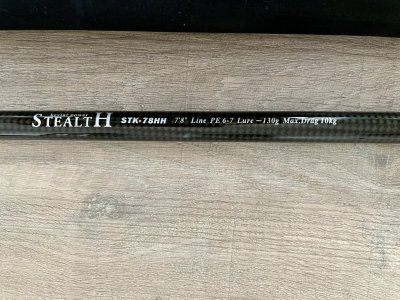 STEALTH STK-78HH 7'8" Line PE 6-7 Lure ~130g Max.Drag 10kg